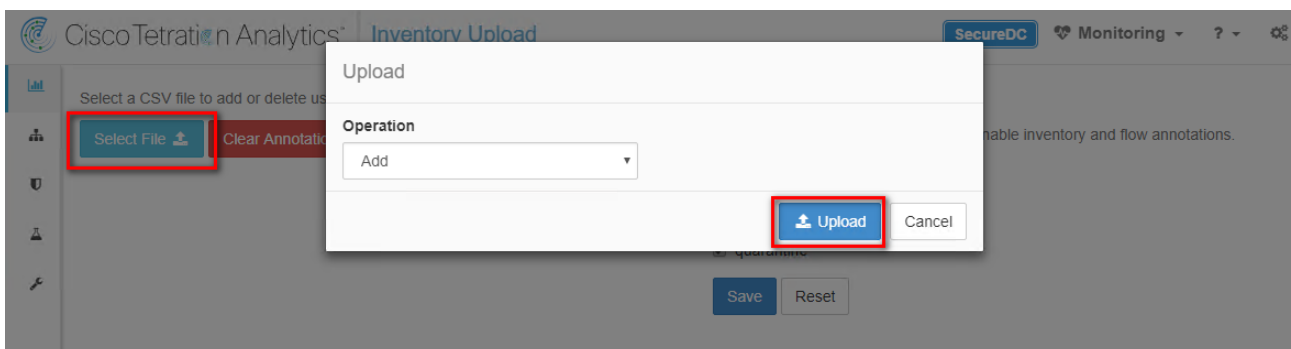 Cisco Tetration Analytics™ Inventory Upload SecureDC Monitoring ?
Upload
Select a CSV file to add or delete us
Operation
Select File Clear Annotatio Add nable inventory and flow annotations.
Upload Cancel
quarantine
Save Reset